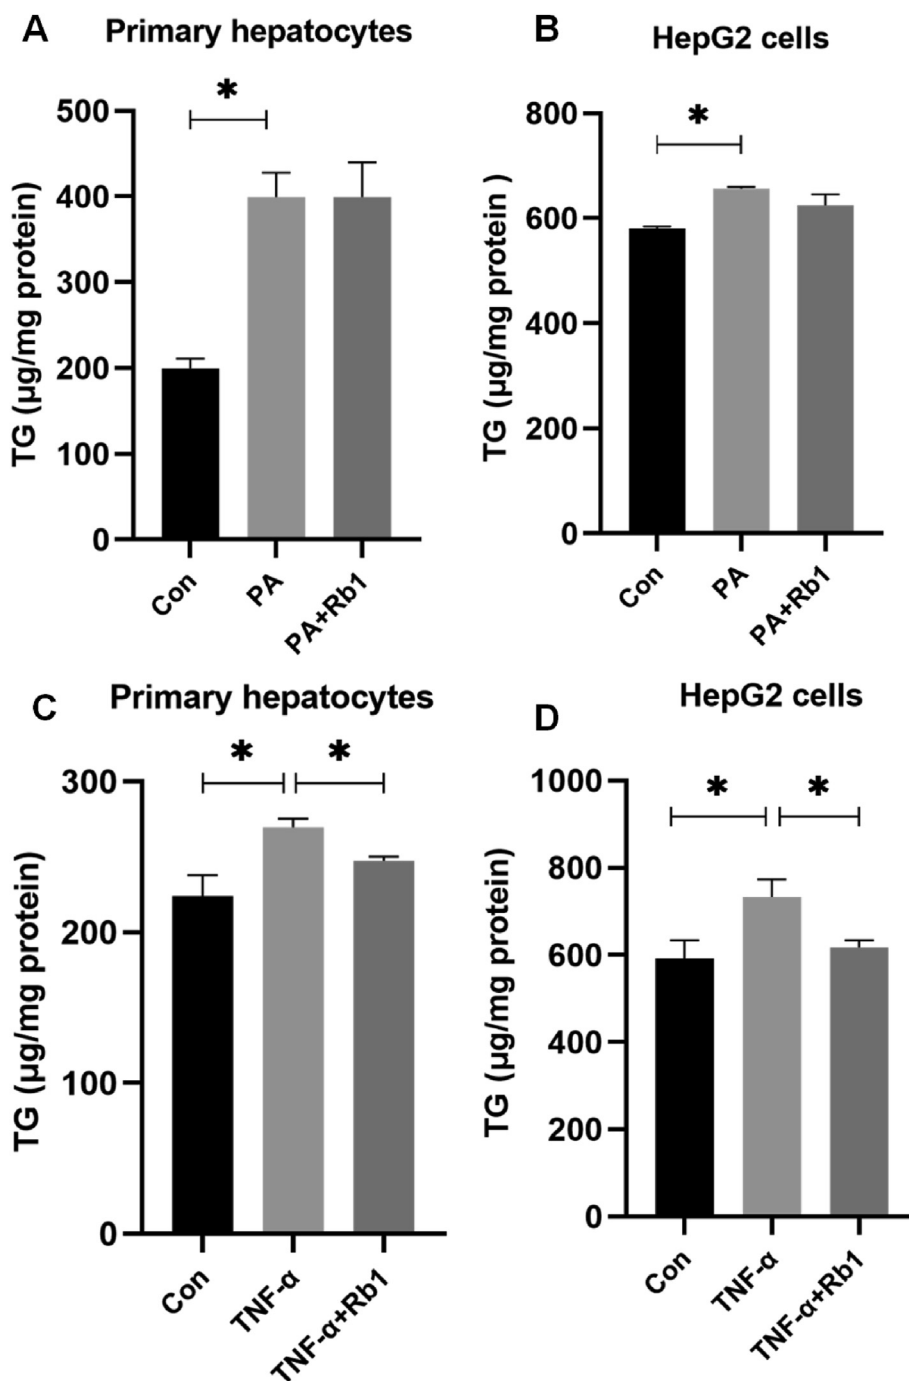 A
Primary hepatocytes
*
TG (μg/mg protein)
500
400
300
200
100
0
Con
PA
PA+Rb1
B
HepG2 cells
*
TG (μg/mg protein )
800
600
400
200
0
Con
PA
PA+Rb1
C
Primary hepatocytes
* *
TG (μg/mg protein)
300
200
100
0
Con
TNF-α
TNF-α+Rb1
D
HepG2 cells
* *
TG (μg/mg protein)
1000
800
600
400
200
0
Con
TNF-α
TNF-α+Rb1